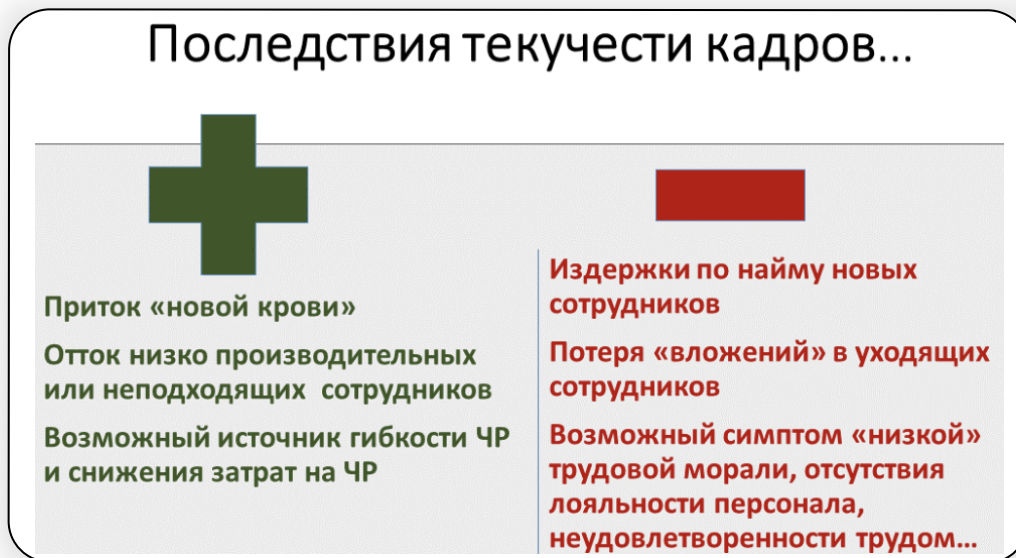 Последствия текучести кадров...
Приток «новой крови»
Отток низко производительных
или неподходящих сотрудников
Возможный источник гибкости ЧР
и снижения затрат на ЧР
Издержки по найму новых
сотрудников
Потеря «вложений» в уходящих
сотрудников
Возможный симптом «низкой»
трудовой морали, отсутствия
лояльности персонала,
неудовлетворенности трудом...